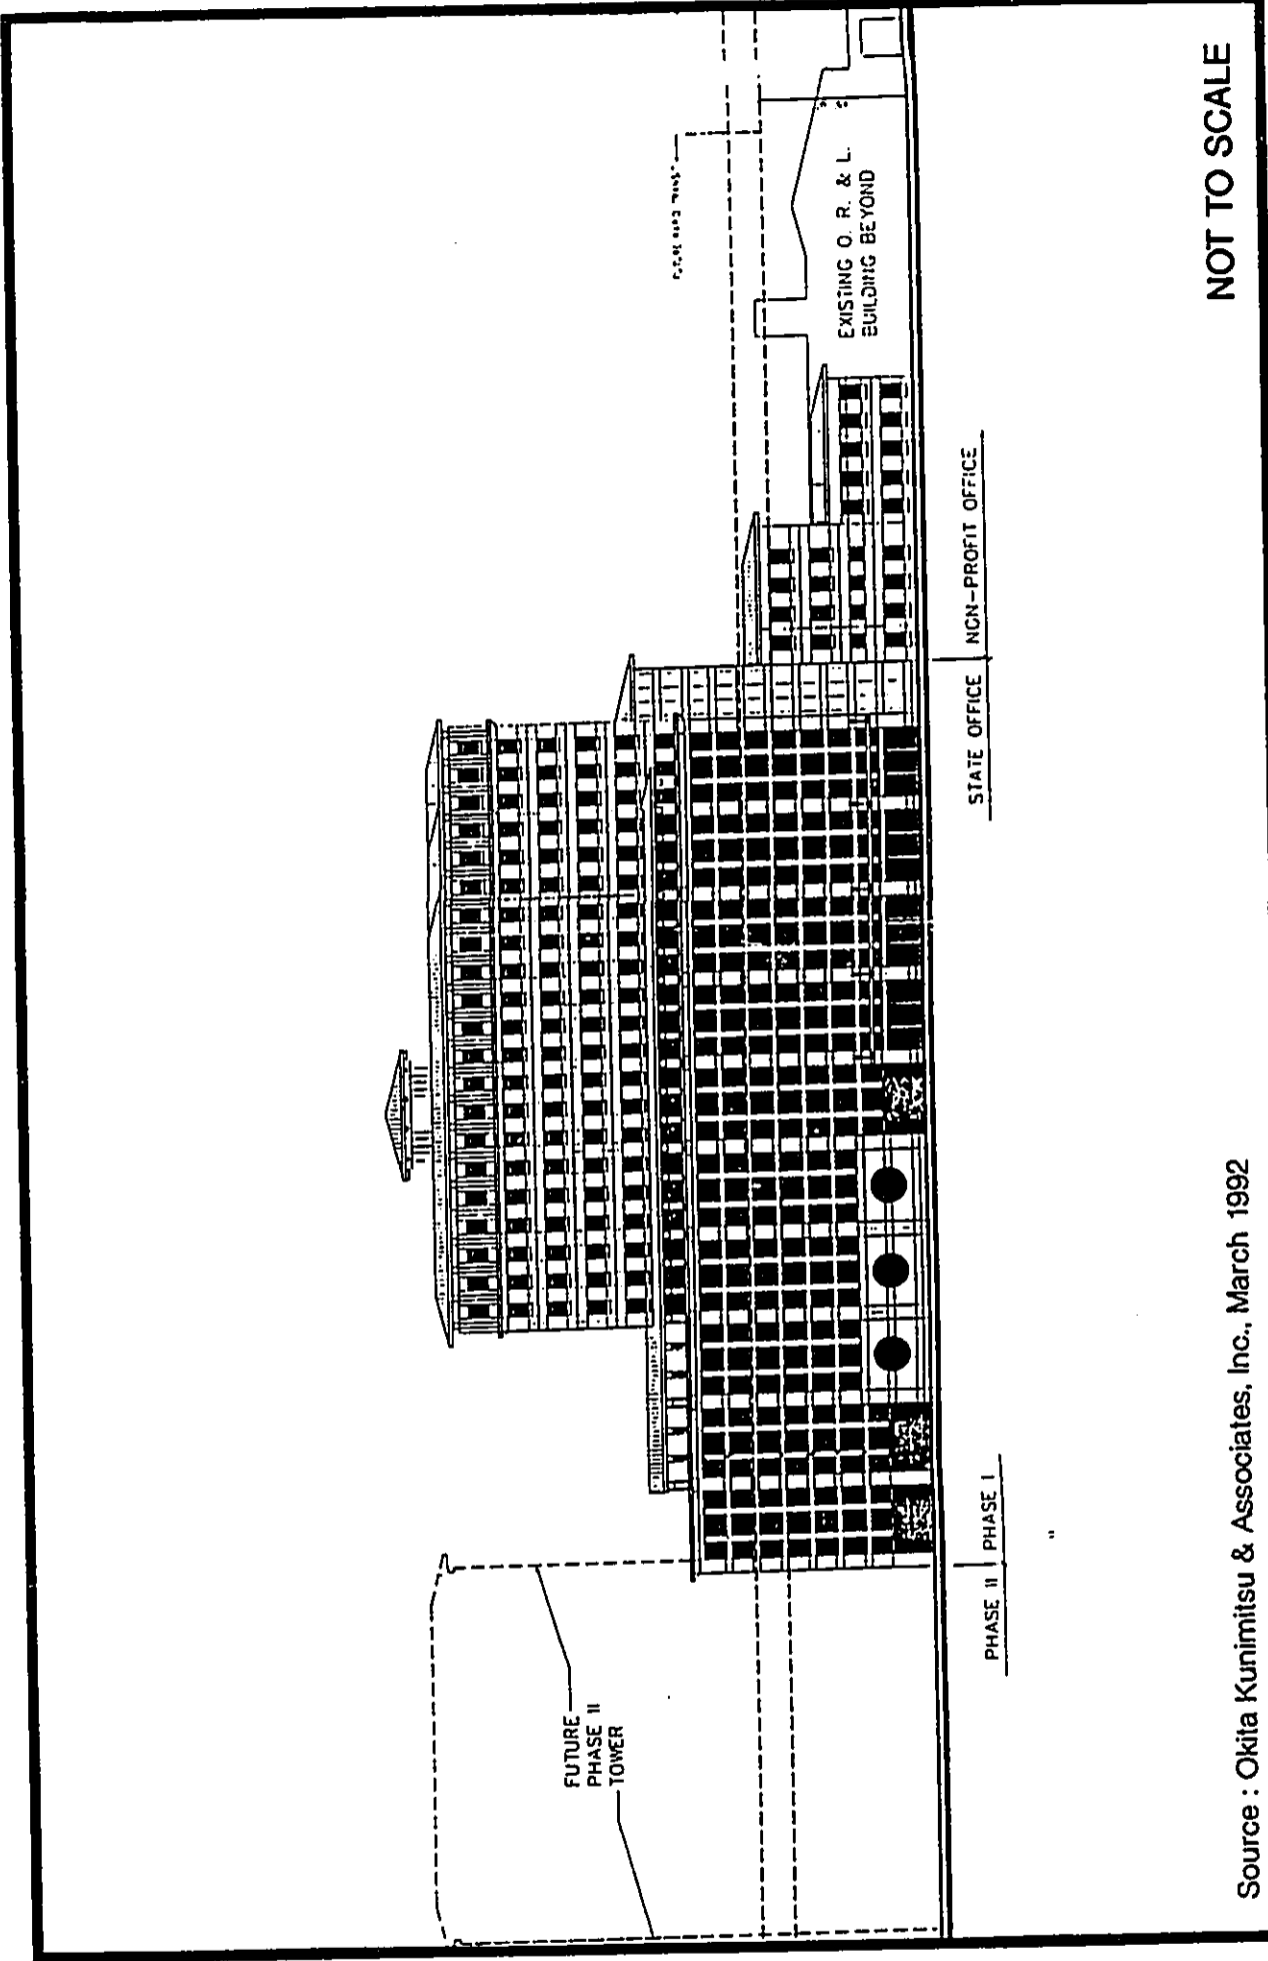 EXISTING O. R. & L.
BUILDING BEYOND
FUTURE
PHASE II
TOWER
STATE OFFICE
NON-PROFIT OFFICE
PHASE II
PHASE I
NOT TO SCALE
Source : Okita Kunimitsu & Associates, Inc., March 1992